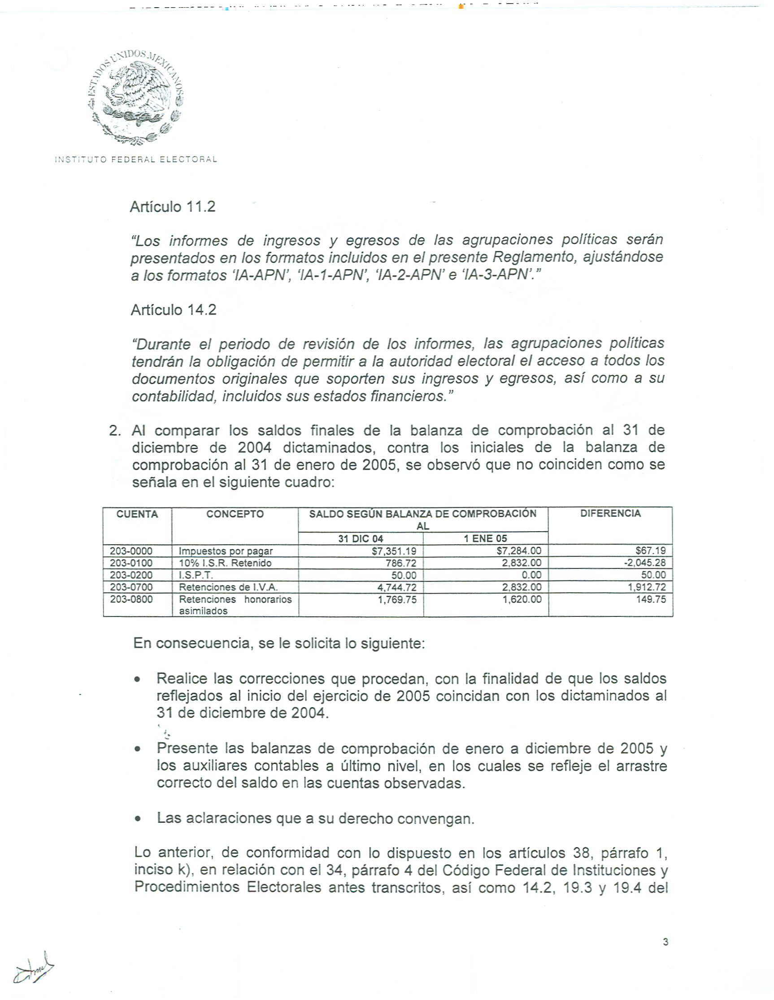 ESTADOS UNIDOS MEXICANOS
INSTITUTO FEDERAL ELECTORAL
Artículo 11.2
“Los informes de ingresos y egresos de las agrupaciones políticas serán
presentados en los formatos incluidos en el presente Reglamento, ajustándose
a los formatos ‘IA-APN’, ‘IA-1-APN’, ‘IA-2-APN’ e ‘IA-3-APN’.”
Artículo 14.2
“Durante el periodo de revisión de los informes, las agrupaciones políticas
tendrán la obligación de permitir a la autoridad electoral el acceso a todos los
documentos originales que soporten sus ingresos y egresos, así como a su
contabilidad, incluidos sus estados financieros.”
2. Al comparar los saldos finales de la balanza de comprobación al 31 de
diciembre de 2004 dictaminados, contra los iniciales de la balanza de
comprobación al 31 de enero de 2005, se observó que no coinciden como se
señala en el siguiente cuadro:
CUENTA CONCEPTO SALDO SEGÚN BALANZA DE COMPROBACIÓN DIFERENCIA
AL
31 DIC 04 1 ENE 05
203-0000 Impuestos por pagar $7,351.19 $7,284.00 $67.19
203-0100 10% I.S.R. Retenido 786.72 2,832.00 -2,045.28
203-0200 I.S.P.T. 50.00 0.00 50.00
203-0700 Retenciones de I.V.A. 4,744.72 2,832.00 1,912.72
203-0800 Retenciones honorarios 1,769.75 1,620.00 149.75
asimilados
En consecuencia, se le solicita lo siguiente:
• Realice las correcciones que procedan, con la finalidad de que los saldos
reflejados al inicio del ejercicio de 2005 coincidan con los dictaminados al
31 de diciembre de 2004.
• Presente las balanzas de comprobación de enero a diciembre de 2005 y
los auxiliares contables a último nivel, en los cuales se refleje el arrastre
correcto del saldo en las cuentas observadas.
• Las aclaraciones que a su derecho convengan.
Lo anterior, de conformidad con lo dispuesto en los artículos 38, párrafo 1,
inciso k), en relación con el 34, párrafo 4 del Código Federal de Instituciones y
Procedimientos Electorales antes transcritos, así como 14.2, 19.3 y 19.4 del
3